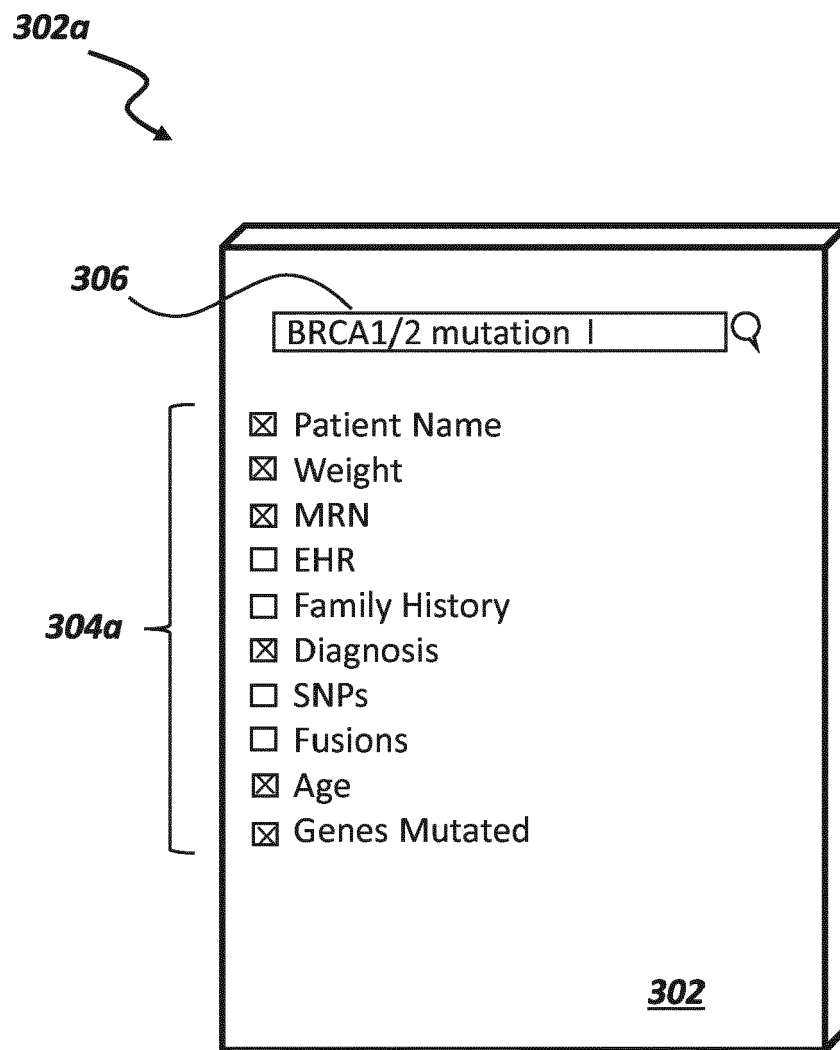 302a
306
BRCA1/2 mutation |
Patient Name
Weight
MRN
EHR
Family History
304a
Diagnosis
SNPs
Fusions
Age
Genes Mutated
302